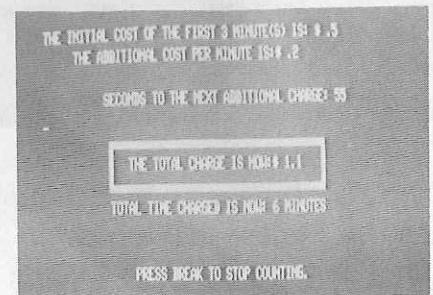 THE INITIAL COST OF THE FIRST 3 MINUTE(S) IS: $ .5
THE ADDITIONAL COST PER MINUTE IS:$ .2
SECONDS TO THE NEXT ADDITIONAL CHARGE: 55
THE TOTAL CHARGE IS NOW:$ 1.1
TOTAL TIME CHARGED IS NOW: 6 MINUTES
PRESS BREAK TO STOP COUNTING.